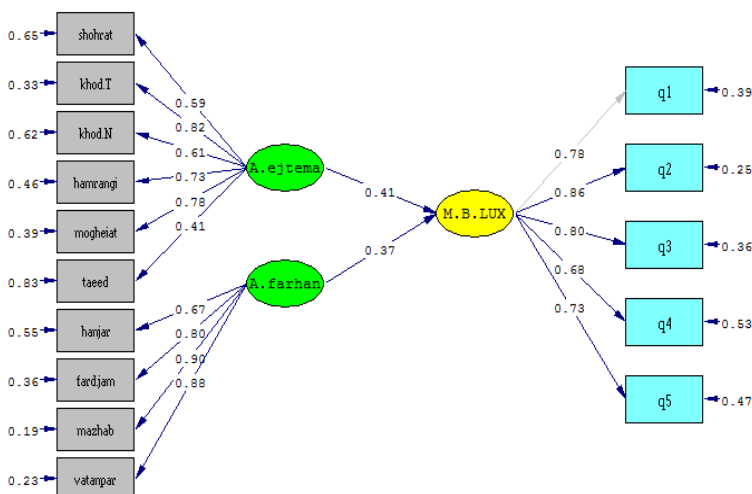 0.65 shohrat
0.33 khod.T
0.62 khod.N
0.46 hamrangi
0.39 mogheiat
0.83 taeed
0.55 hanjar
0.36 fard.jam
0.19 mazhab
0.23 vatanpar
0.59
0.82
0.61
0.73
0.78
0.41
A.ejtema
0.67
0.80
0.90
0.88
A.farhan
0.41
0.37
M.B.LUX
0.78
0.86
0.80
0.68
0.73
q1 0.39
q2 0.25
q3 0.36
q4 0.53
q5 0.47